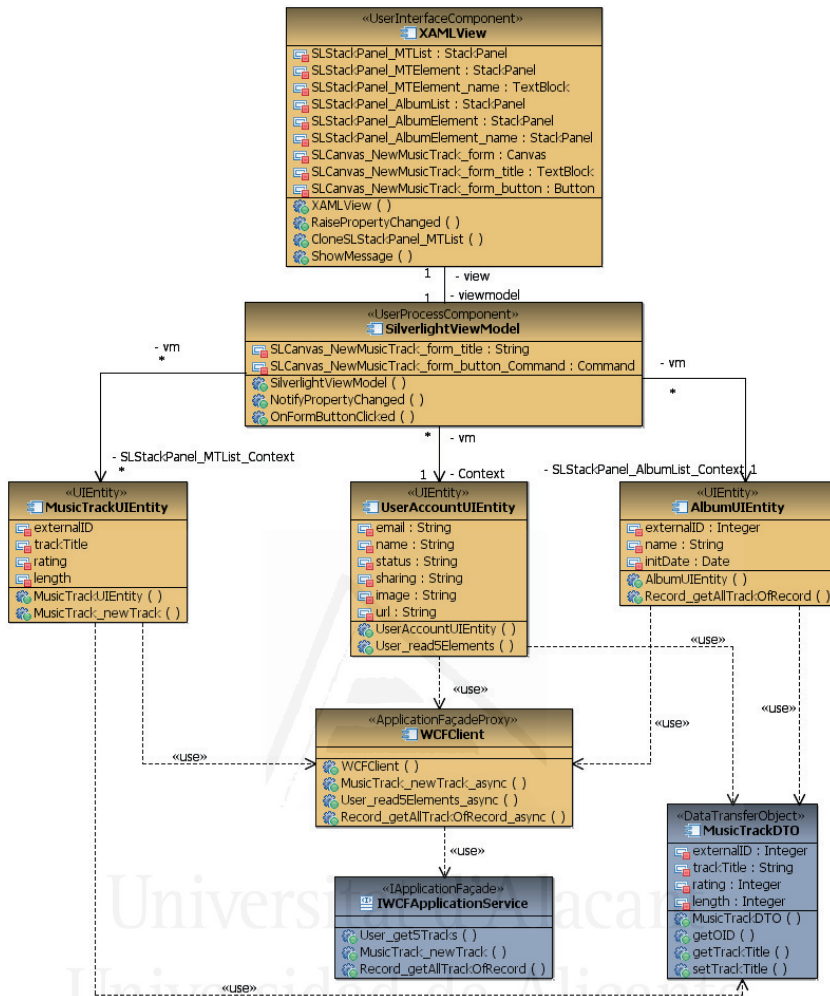 «UserInterfaceComponent»
XAMLView
SLStackPanel_MTList : StackPanel
SLStackPanel_MTElement : StackPanel
SLStackPanel_MTElement_name : TextBlock
SLStackPanel_AlbumList : StackPanel
SLStackPanel_AlbumElement : StackPanel
SLStackPanel_AlbumElement_name : StackPanel
SLCanvas_NewMusicTrack_form : Canvas
SLCanvas_NewMusicTrack_form_title : TextBlock
SLCanvas_NewMusicTrack_form_button : Button
XAMLView ( )
RaisePropertyChanged ( )
CloneSLStackPanel_MTList ( )
ShowMessage ( )
1 - view
1 - viewmodel
«UserProcessComponent»
SilverlightViewModel
SLCanvas_NewMusicTrack_form_title : String
SLCanvas_NewMusicTrack_form_button_Command : Command
SilverlightViewModel ( )
NotifyPropertyChanged ( )
OnFormButtonClicked ( )
- vm
*
- vm
*
* - vm
- SLStackPanel_MTList_Context
*
1 - Context
- SLStackPanel_AlbumList_Context 1
«UIEntity»
MusicTrackUIEntity
externalID
trackTitle
rating
length
MusicTrackUIEntity ( )
MusicTrack_newTrack ( )
«UIEntity»
UserAccountUIEntity
email : String
name : String
status : String
sharing : String
image : String
url : String
UserAccountUIEntity ( )
User_read5Elements ( )
«UIEntity»
AlbumUIEntity
externalID : Integer
name : String
initDate : Date
AlbumUIEntity ( )
Record_getAllTrackOfRecord ( )
«use»
«use»
«use»
«use»
«use»
«ApplicationFaçadeProxy»
WCFClient
WCFClient ( )
MusicTrack_newTrack_async ( )
User_read5Elements_async ( )
Record_getAllTrackOfRecord_async ( )
«use»
«DataTransferObject»
MusicTrackDTO
externalID : Integer
trackTitle : String
rating : Integer
length : Integer
MusicTrackDTO ( )
getOID ( )
getTrackTitle ( )
setTrackTitle ( )
«IApplicationFaçade»
IWCFApplicationService
User_get5Tracks ( )
MusicTrack_newTrack ( )
Record_getAllTrackOfRecord ( )
«use»
Universitat d'Alacant
Universidad de Alicante